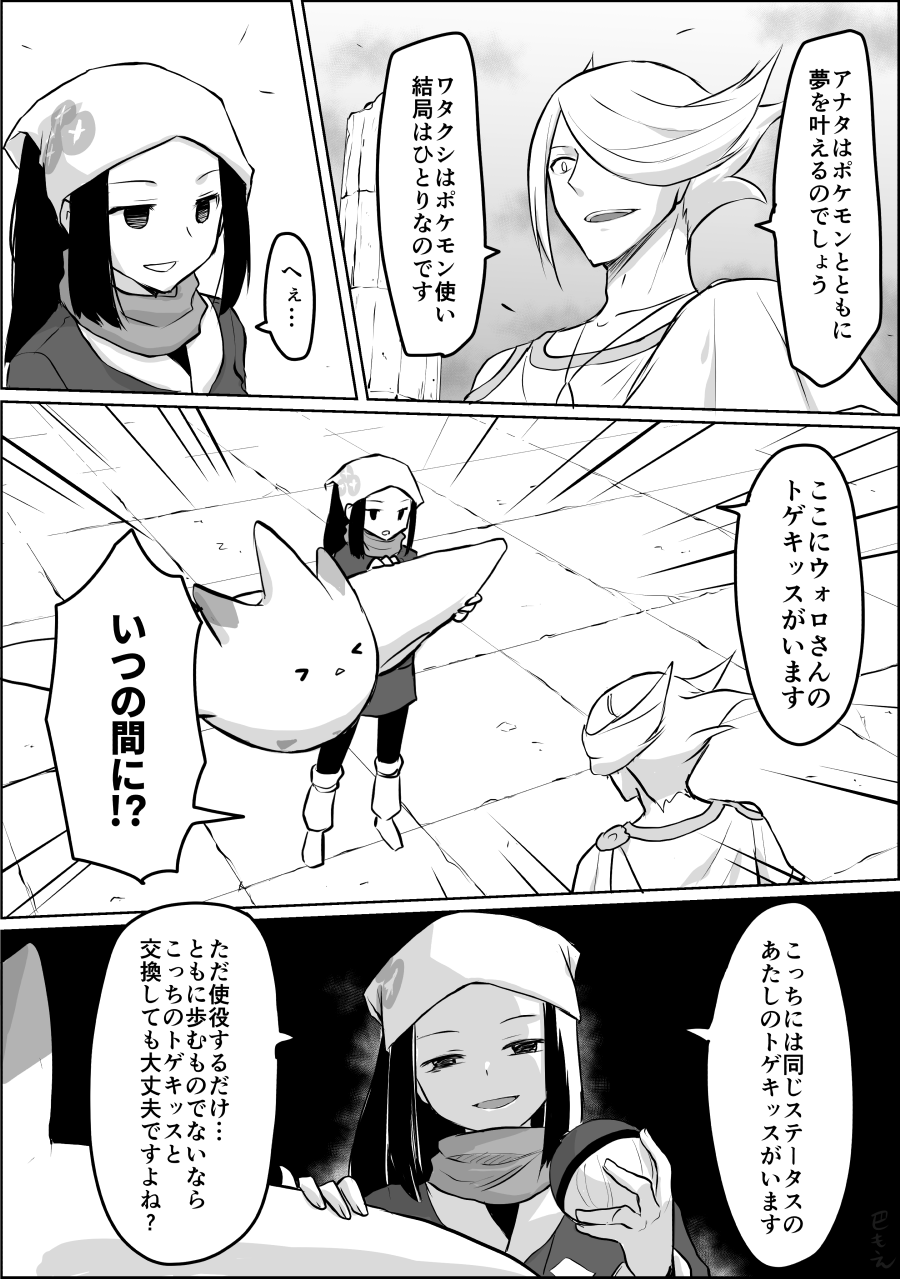 アナタはポケモンとともに
夢を叶えるのでしょう
ワタクシはポケモン使い
結局はひとりなのです
へぇ…
ここにウォロさんの
トゲキッスがいます
いつの間に!?
こっちには同じステータスの
あたしのトゲキッスがいます
ただ使役するだけ…
ともに歩むものでないなら
こっちのトゲキッスと
交換しても大丈夫ですよね?
巴もえ